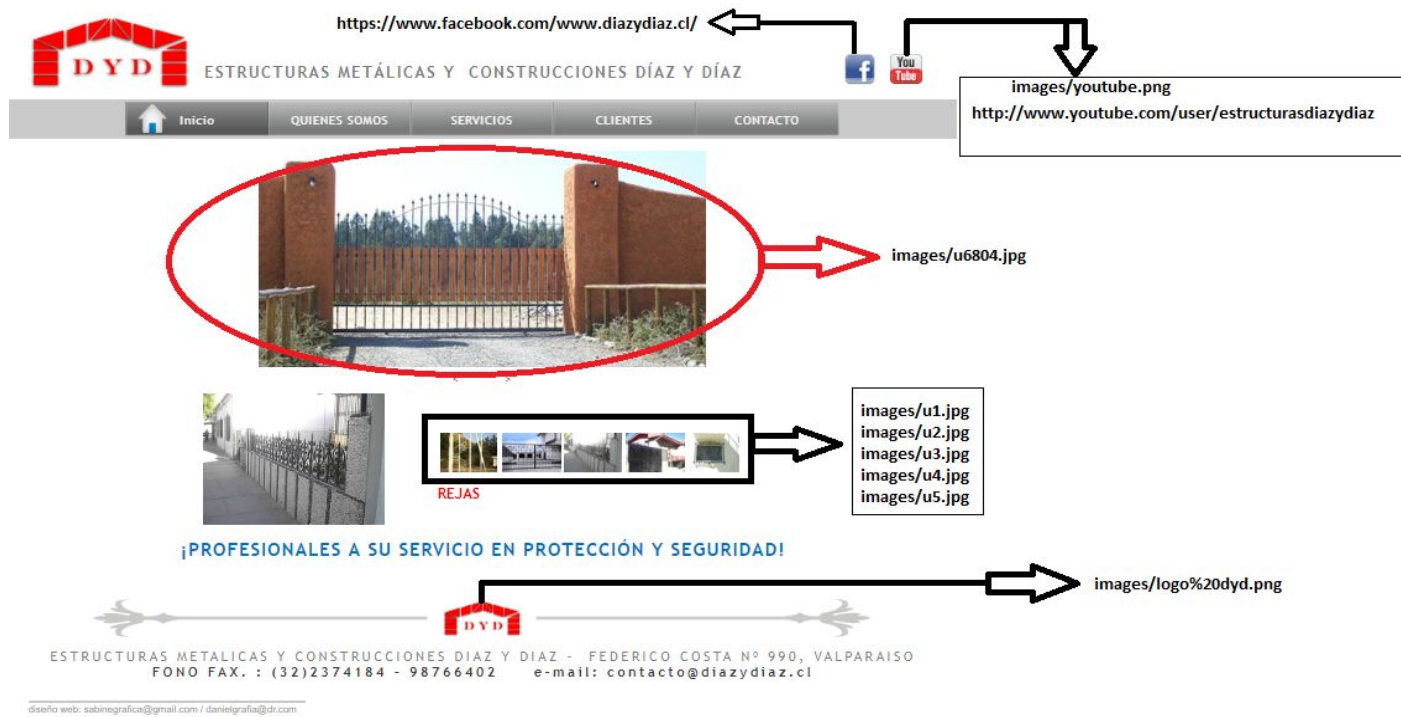 https://www.facebook.com/www.diazydiaz.cl/
DYD
ESTRUCTURAS METÁLICAS Y CONSTRUCCIONES DÍAZ Y DÍAZ
f
You
Tube
images/youtube.png
http://www.youtube.com/user/estructurasdiazydiaz
Inicio
QUIENES SOMOS
SERVICIOS
CLIENTES
CONTACTO
images/u6804.jpg
< >
images/u1.jpg
images/u2.jpg
images/u3.jpg
images/u4.jpg
images/u5.jpg
REJAS
¡PROFESIONALES A SU SERVICIO EN PROTECCIÓN Y SEGURIDAD!
images/logo%20dyd.png
DYD
ESTRUCTURAS METALICAS Y CONSTRUCCIONES DIAZ Y DIAZ - FEDERICO COSTA Nº 990, VALPARAISO
FONO FAX. : (32)2374184 - 98766402 e-mail: contacto@diazydiaz.cl
diseño web: sabinegrafica@gmail.com / danielgrafia@dr.com